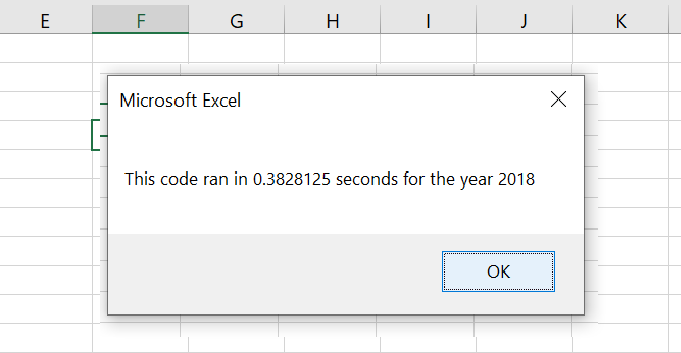 E F G H I J K
Microsoft Excel
This code ran in 0.3828125 seconds for the year 2018
OK